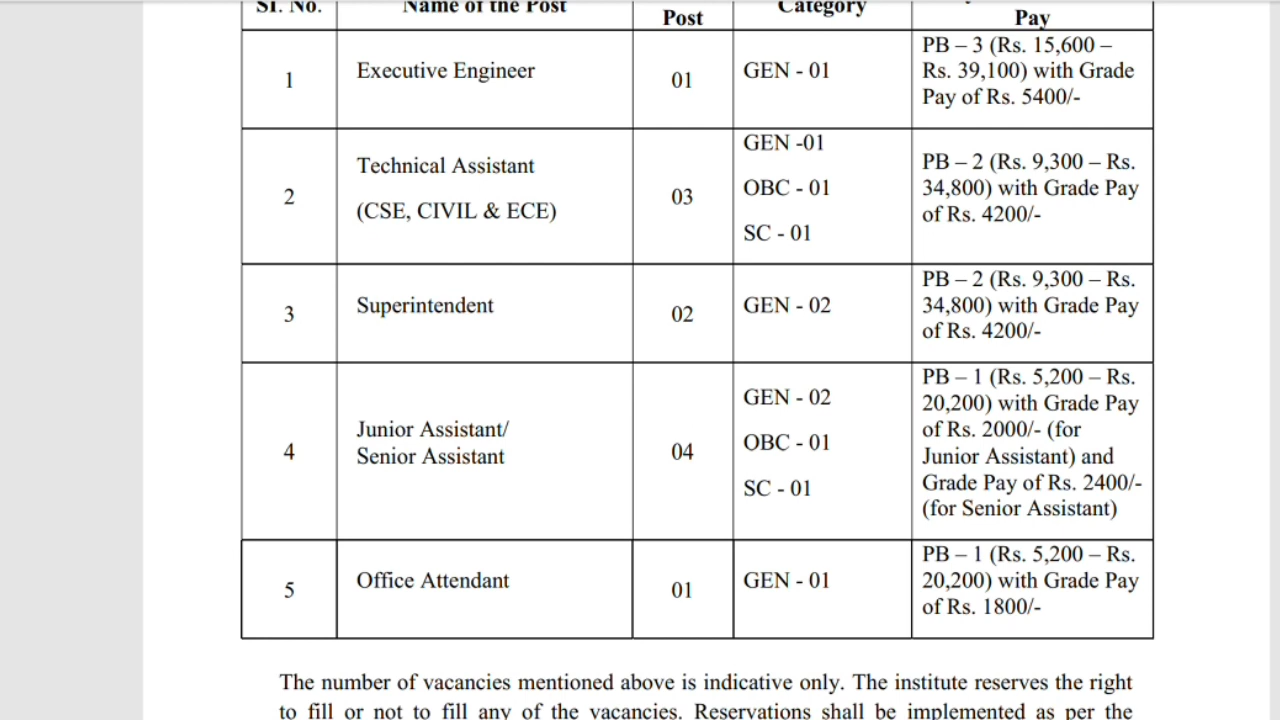 Sl. No.
Name of the Post
Post
Category
Pay
1
Executive Engineer
01
GEN - 01
PB – 3 (Rs. 15,600 –
Rs. 39,100) with Grade
Pay of Rs. 5400/-
2
Technical Assistant
(CSE, CIVIL & ECE)
03
GEN -01
OBC - 01
SC - 01
PB – 2 (Rs. 9,300 – Rs.
34,800) with Grade Pay
of Rs. 4200/-
3
Superintendent
02
GEN - 02
PB – 2 (Rs. 9,300 – Rs.
34,800) with Grade Pay
of Rs. 4200/-
4
Junior Assistant/
Senior Assistant
04
GEN - 02
OBC - 01
SC - 01
PB – 1 (Rs. 5,200 – Rs.
20,200) with Grade Pay
of Rs. 2000/- (for
Junior Assistant) and
Grade Pay of Rs. 2400/-
(for Senior Assistant)
5
Office Attendant
01
GEN - 01
PB – 1 (Rs. 5,200 – Rs.
20,200) with Grade Pay
of Rs. 1800/-
The number of vacancies mentioned above is indicative only. The institute reserves the right
to fill or not to fill any of the vacancies. Reservations shall be implemented as per the